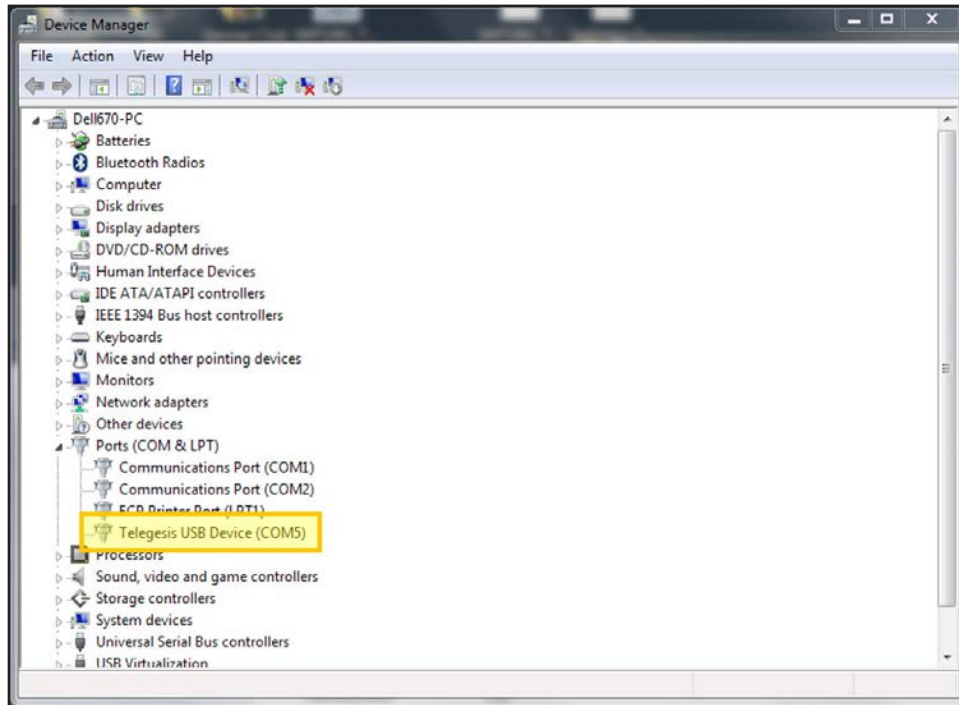 Device Manager
File Action View Help
Dell670-PC
Batteries
Bluetooth Radios
Computer
Disk drives
Display adapters
DVD/CD-ROM drives
Human Interface Devices
IDE ATA/ATAPI controllers
IEEE 1394 Bus host controllers
Keyboards
Mice and other pointing devices
Monitors
Network adapters
Other devices
Ports (COM & LPT)
Communications Port (COM1)
Communications Port (COM2)
ECP Printer Port (LPT1)
Telegesis USB Device (COM5)
Processors
Sound, video and game controllers
Storage controllers
System devices
Universal Serial Bus controllers
USB Virtualization